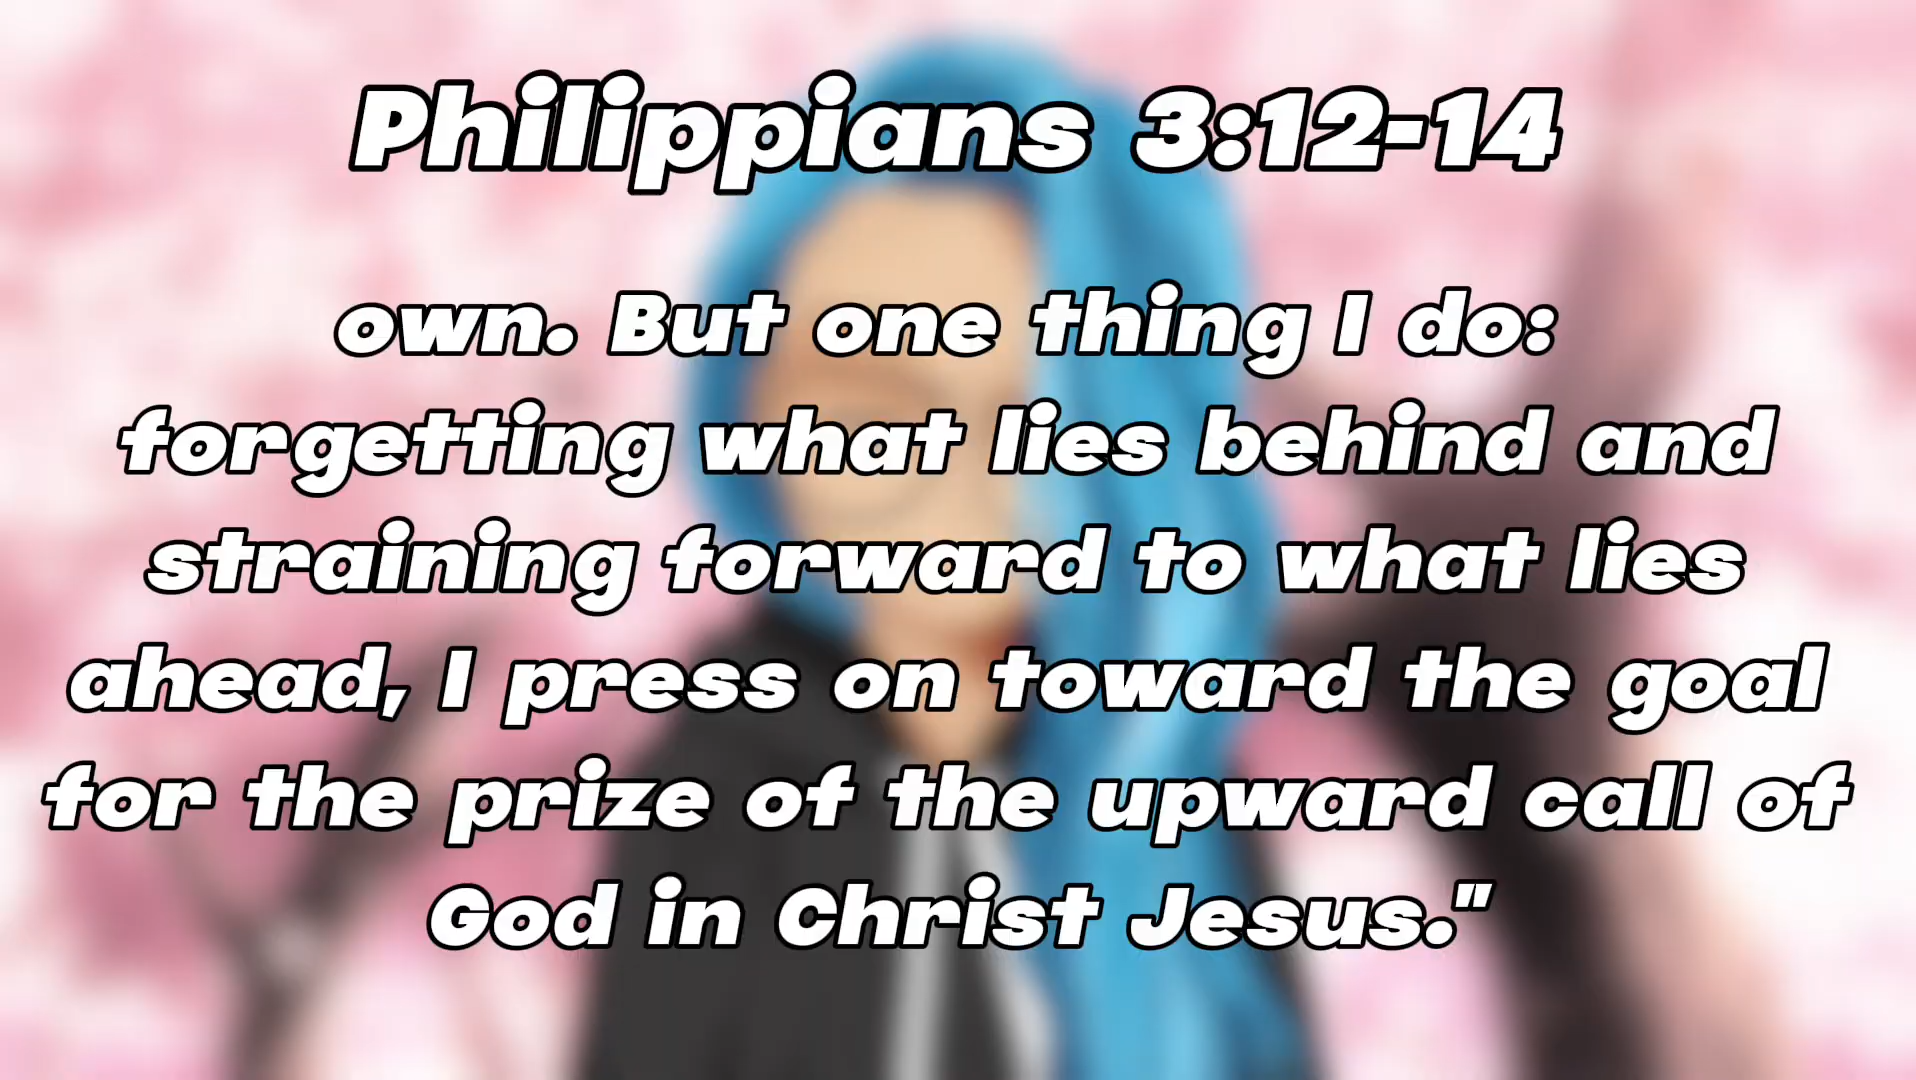 Philippians 3:12-14
own. But one thing I do:
forgetting what lies behind and
straining forward to what lies
ahead, I press on toward the goal
for the prize of the upward call of
God in Christ Jesus."